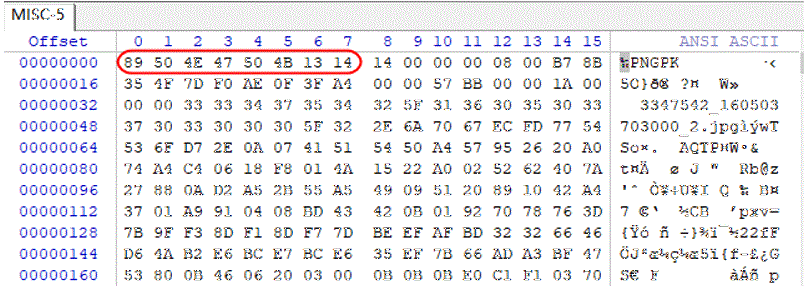 MISC-5
Offset 0 1 2 3 4 5 6 7 8 9 10 11 12 13 14 15 ANSI ASCII
00000000 89 50 4E 47 50 4B 13 14 14 00 00 00 08 00 B7 8B ‰PNGPK ·‹
00000016 35 4F 7D F0 AE 0F 3F A4 00 00 57 BB 00 00 1A 00 5O}ð® ?¤ W»
00000032 00 00 33 33 34 37 35 34 32 5F 31 36 30 35 30 33 3347542_160503
00000048 37 30 33 30 30 30 5F 32 2E 6A 70 67 EC FD 77 54 703000_2.jpgìýwT
00000064 53 6F D7 2E 0A 07 41 51 54 50 A4 57 95 26 20 A0 So×. AQTP¤W•&
00000080 74 A4 C4 06 18 F8 01 4A 15 22 A0 02 52 62 40 7A t¤Ä ø J " Rb@z
00000096 27 88 0A D2 A5 2B 55 A5 49 09 51 20 89 10 42 A4 'ˆ Ò¥+U¥I Q ‰ B¤
00000112 37 01 A9 91 04 08 BD 43 42 0B 01 92 70 78 76 3D 7 ©‘ ½CB ’pxv=
00000128 7B 9F F3 8D F1 8D F7 7D BE EF AF BD 32 32 66 46 {Ÿó ñ ÷}¾ï¯½22fF
00000144 D6 4A B2 E6 BC E7 BC E6 35 EF 7B 66 AD A3 BF 47 ÖJ²æ¼ç¼æ5ï{f-£¿G
00000160 53 80 0B 46 06 20 03 00 0B 0B 0B E0 C1 F1 03 70 S€ F àÁñ p